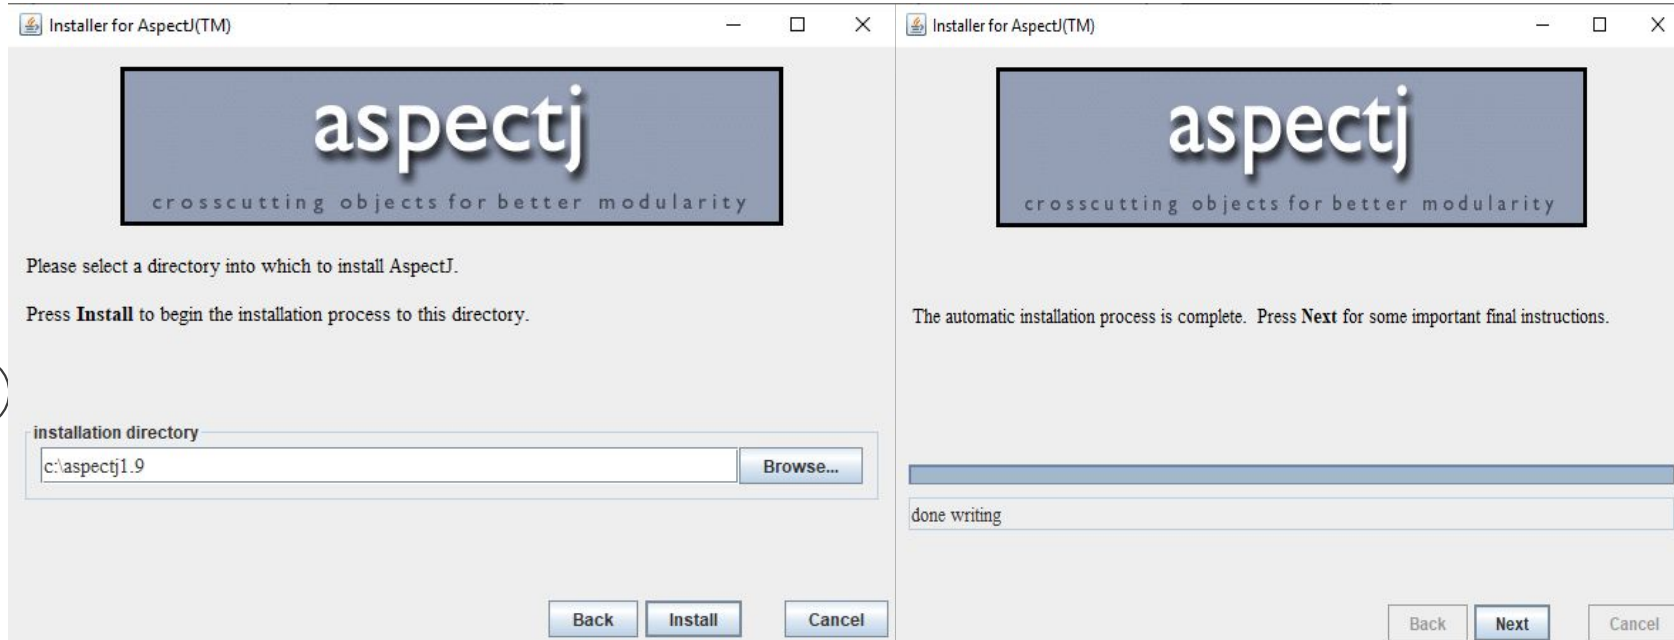 Installer for AspectJ(TM)
aspectj
crosscutting objects for better modularity
Please select a directory into which to install AspectJ.
Press Install to begin the installation process to this directory.
installation directory
c:\aspectj1.9
Browse...
Back
Install
Cancel
Installer for AspectJ(TM)
aspectj
crosscutting objects for better modularity
The automatic installation process is complete. Press Next for some important final instructions.
done writing
Back
Next
Cancel